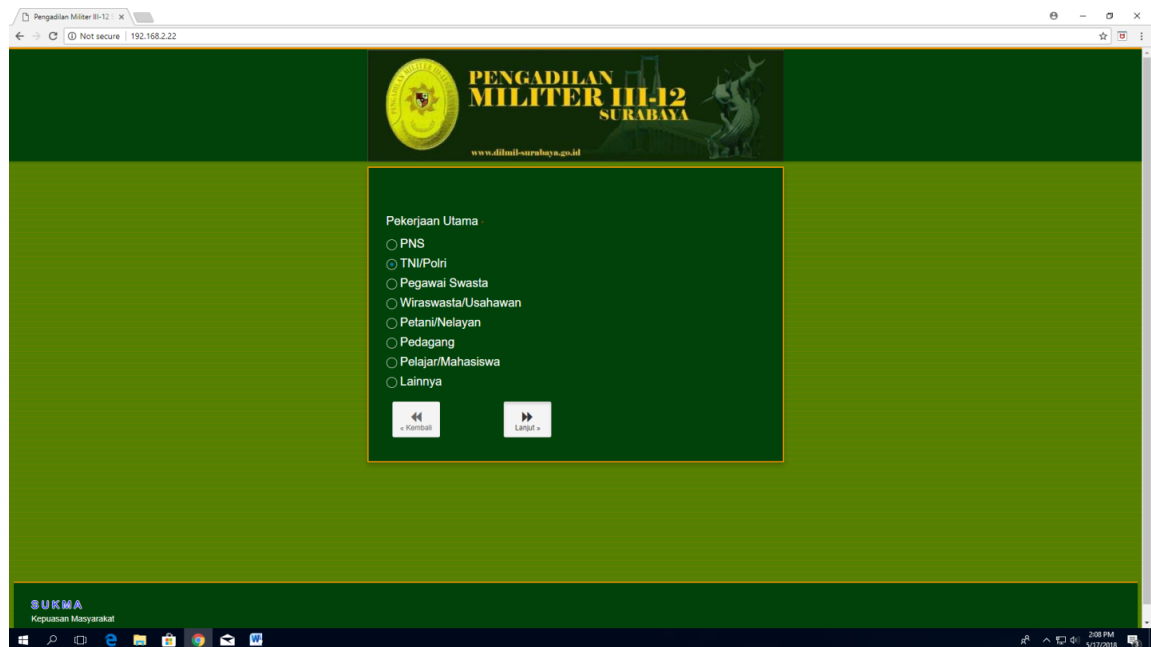 Pengadilan Militer III-12
Not secure | 192.168.2.22
PENGADILAN
MILITER III-12
SURABAYA
www.dilmil-surabaya.go.id
Pekerjaan Utama
PNS
TNI/Polri
Pegawai Swasta
Wiraswasta/Usahawan
Petani/Nelayan
Pedagang
Pelajar/Mahasiswa
Lainnya
« Kembali
Lanjut »
SUKMA
Kepuasan Masyarakat
2:08 PM
5/17/2018